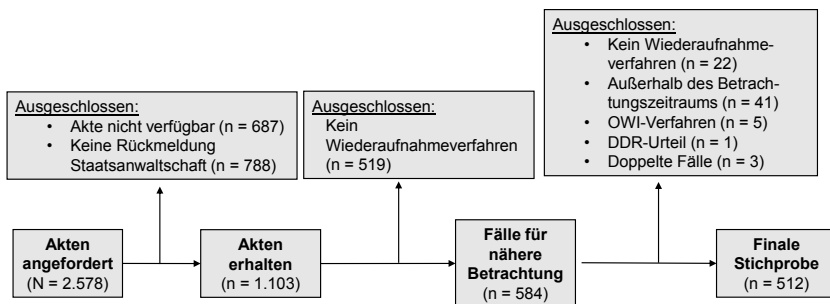 Ausgeschlossen:
• Kein Wiederaufnahme-
verfahren (n = 22)
• Außerhalb des Betrach-
tungszeitraums (n = 41)
• OWI-Verfahren (n = 5)
• DDR-Urteil (n = 1)
• Doppelte Fälle (n = 3)
Ausgeschlossen:
• Akte nicht verfügbar (n = 687)
• Keine Rückmeldung
Staatsanwaltschaft (n = 788)
Ausgeschlossen:
Kein
Wiederaufnahmeverfahren
(n = 519)
Akten
angefordert
(N = 2.578)
Akten
erhalten
(n = 1.103)
Fälle für
nähere
Betrachtung
(n = 584)
Finale
Stichprobe
(n = 512)